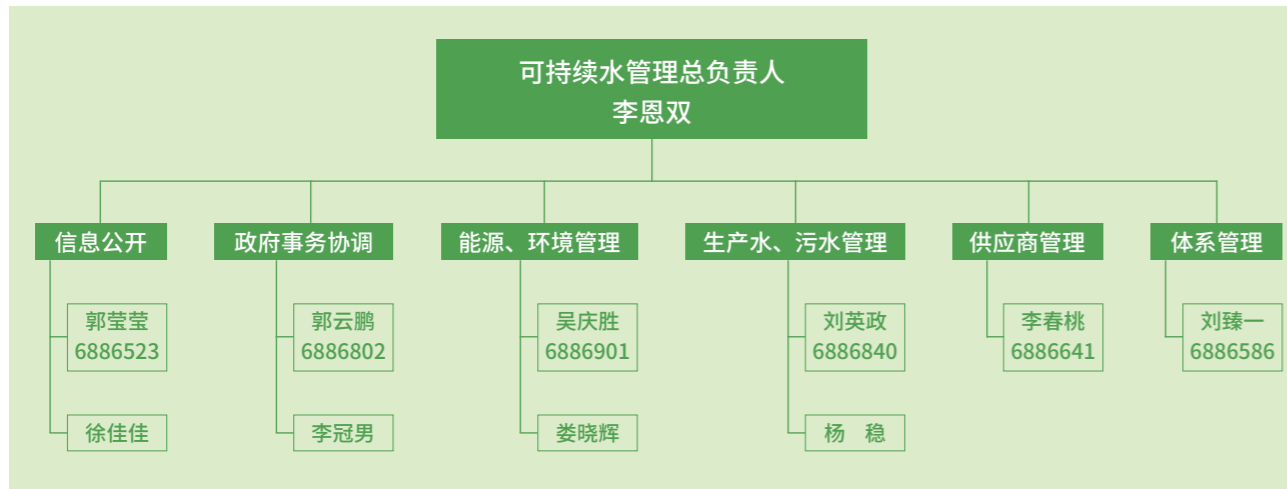 可持续水管理总负责人
李恩双
信息公开
政府事务协调
能源、环境管理
生产水、污水管理
供应商管理
体系管理
郭莹莹
6886523
郭云鹏
6886802
吴庆胜
6886901
刘英政
6886840
李春桃
6886641
刘臻一
6886586
徐佳佳
李冠男
娄晓辉
杨　稳